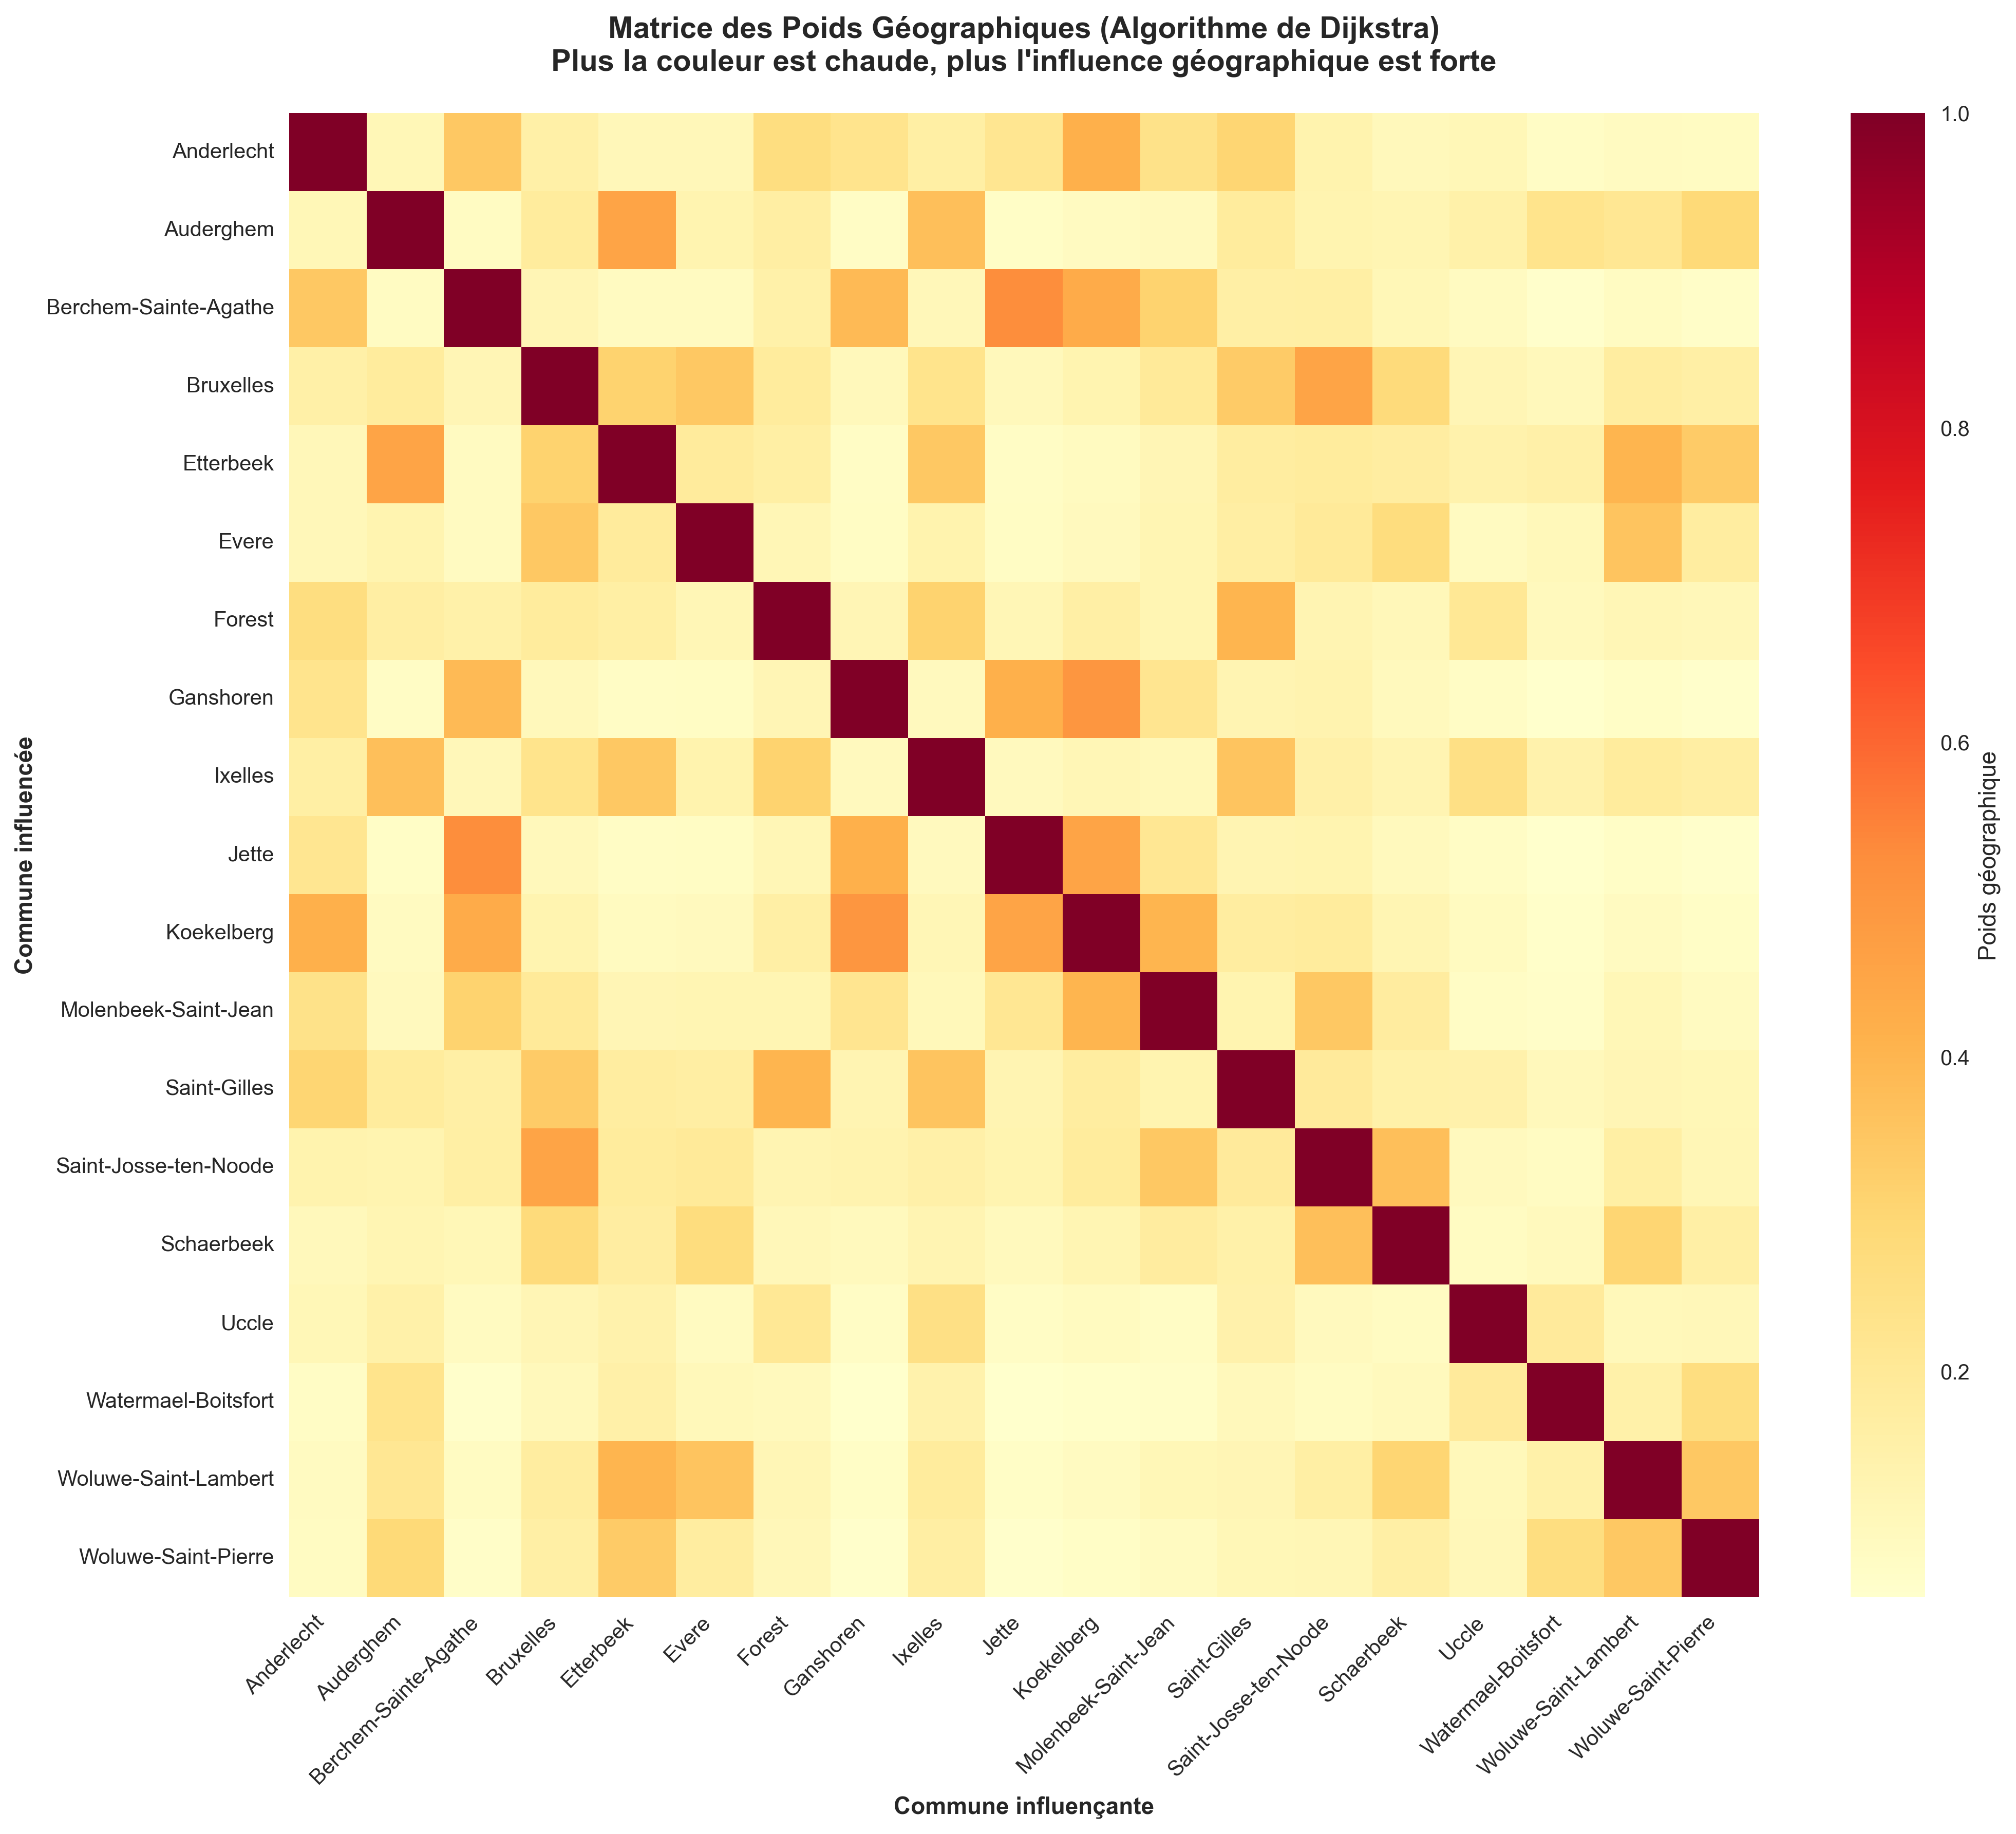 Matrice des Poids Géographiques (Algorithme de Dijkstra)
Plus la couleur est chaude, plus l'influence géographique est forte
Commune influencée
Anderlecht
Auderghem
Berchem-Sainte-Agathe
Bruxelles
Etterbeek
Evere
Forest
Ganshoren
Ixelles
Jette
Koekelberg
Molenbeek-Saint-Jean
Saint-Gilles
Saint-Josse-ten-Noode
Schaerbeek
Uccle
Watermael-Boitsfort
Woluwe-Saint-Lambert
Woluwe-Saint-Pierre
Anderlecht
Auderghem
Berchem-Sainte-Agathe
Bruxelles
Etterbeek
Evere
Forest
Ganshoren
Ixelles
Jette
Koekelberg
Molenbeek-Saint-Jean
Saint-Gilles
Saint-Josse-ten-Noode
Schaerbeek
Uccle
Watermael-Boitsfort
Woluwe-Saint-Lambert
Woluwe-Saint-Pierre
Commune influençante
1.0
0.8
0.6
0.4
0.2
Poids géographique